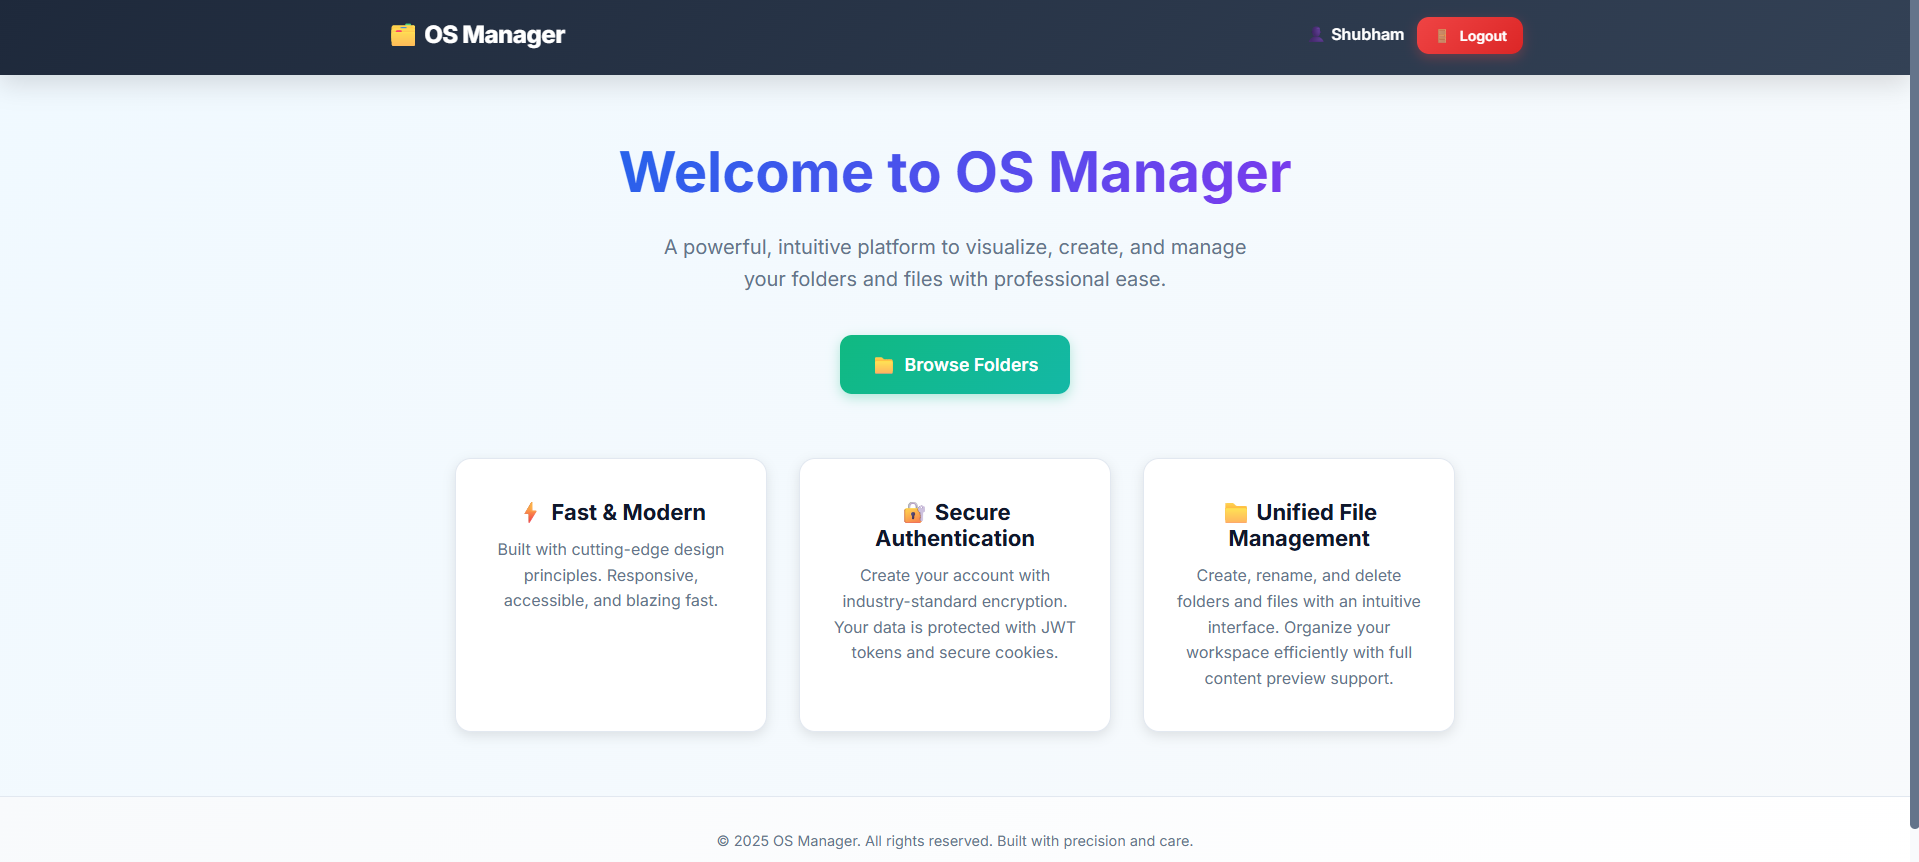 OS Manager
Shubham
Logout
Welcome to OS Manager
A powerful, intuitive platform to visualize, create, and manage
your folders and files with professional ease.
Browse Folders
Fast & Modern
Built with cutting-edge design
principles. Responsive,
accessible, and blazing fast.
Secure
Authentication
Create your account with
industry-standard encryption.
Your data is protected with JWT
tokens and secure cookies.
Unified File
Management
Create, rename, and delete
folders and files with an intuitive
interface. Organize your
workspace efficiently with full
content preview support.
© 2025 OS Manager. All rights reserved. Built with precision and care.